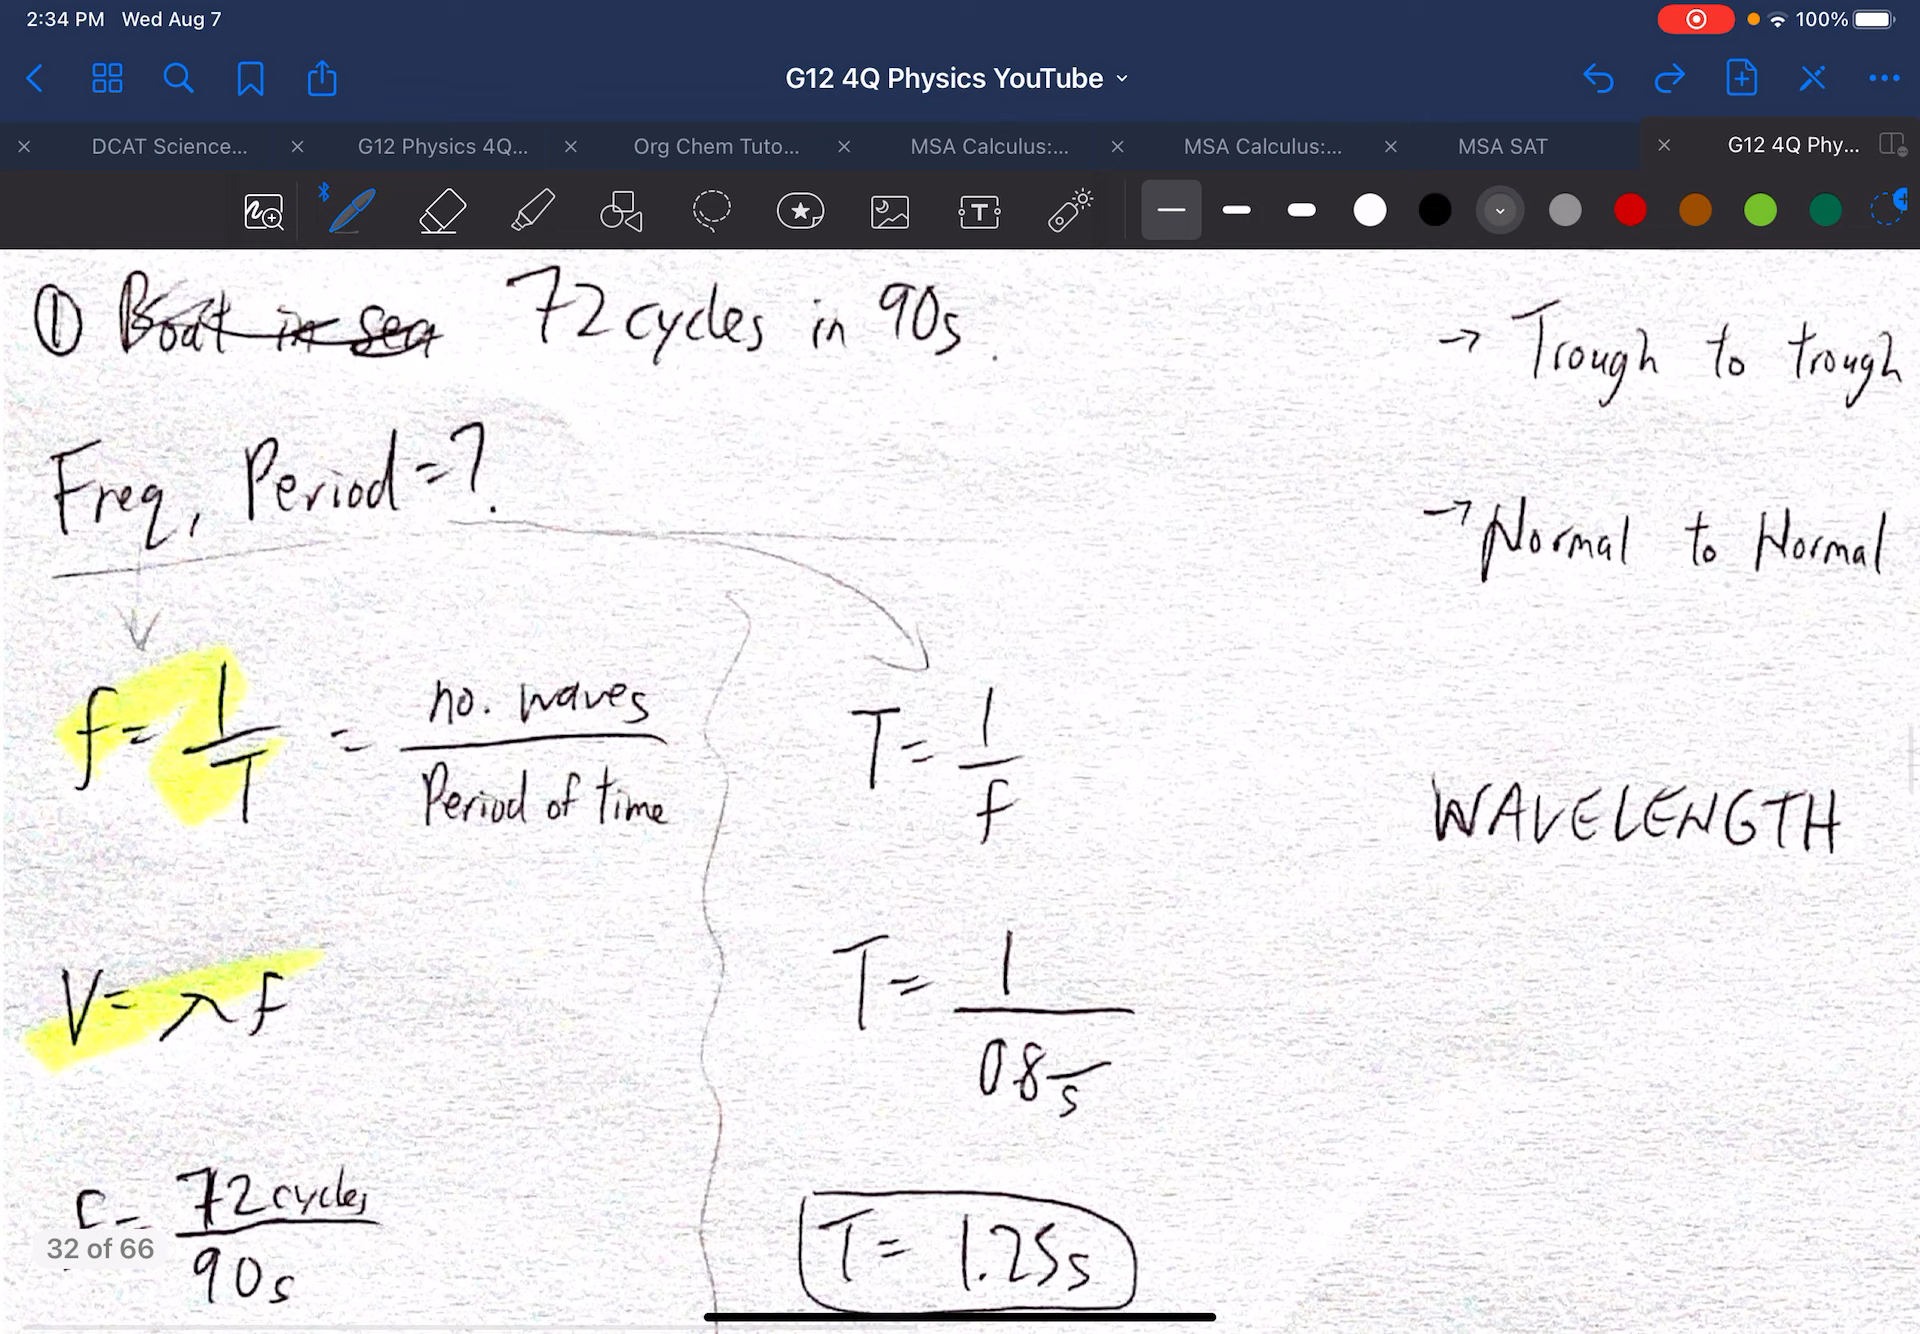 2:34 PM Wed Aug 7
100%
G12 4Q Physics YouTube
DCAT Science...
G12 Physics 4Q...
Org Chem Tuto...
MSA Calculus:...
MSA Calculus:...
MSA SAT
G12 4Q Phy...
① Boat in sea 72 cycles in 90s.
Freq, Period = ?
f = 1/T = no. waves / Period of time
V = λ f
f = 72 cycles / 90s
T = 1/f
T = 1 / 0.8 s
T = 1.25s
→ Trough to trough
→ Normal to Normal
WAVELENGTH
32 of 66